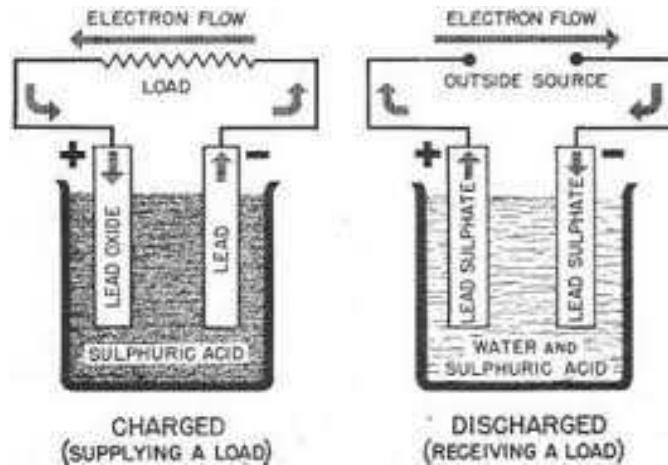 ELECTRON FLOW
LOAD
+
−
LEAD OXIDE
LEAD
SULPHURIC ACID
CHARGED
(SUPPLYING A LOAD)
ELECTRON FLOW
OUTSIDE SOURCE
+
−
LEAD SULPHATE
LEAD SULPHATE
WATER AND
SULPHURIC ACID
DISCHARGED
(RECEIVING A LOAD)